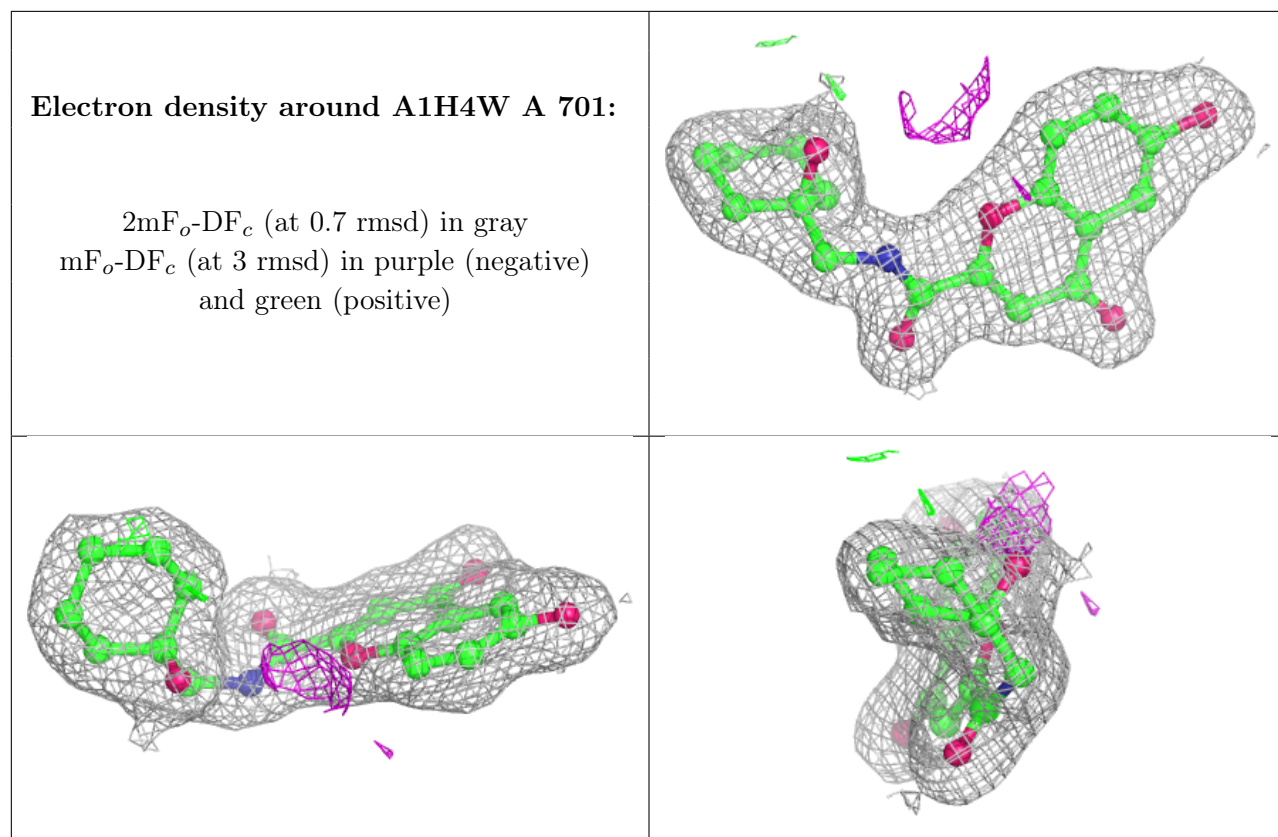 Electron density around A1H4W A 701:
2mFo-DFc (at 0.7 rmsd) in gray
mFo-DFc (at 3 rmsd) in purple (negative)
and green (positive)